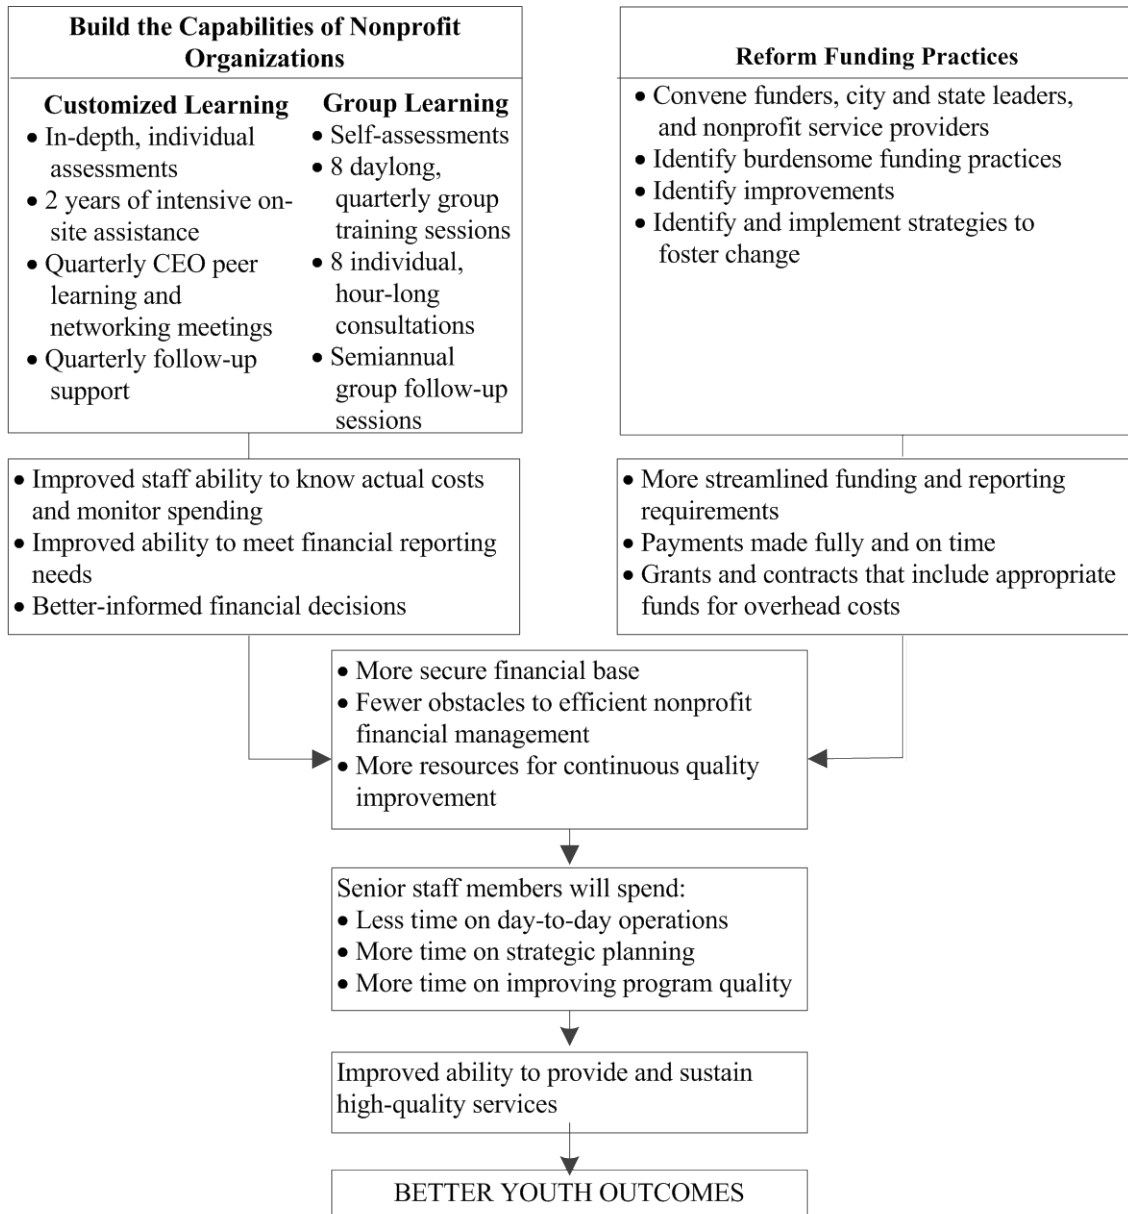 Build the Capabilities of Nonprofit
Organizations
Customized Learning
• In-depth, individual
assessments
• 2 years of intensive on-
site assistance
• Quarterly CEO peer
learning and
networking meetings
• Quarterly follow-up
support
Group Learning
• Self-assessments
• 8 daylong,
quarterly group
training sessions
• 8 individual,
hour-long
consultations
• Semiannual
group follow-up
sessions
Reform Funding Practices
• Convene funders, city and state leaders,
and nonprofit service providers
• Identify burdensome funding practices
• Identify improvements
• Identify and implement strategies to
foster change
• Improved staff ability to know actual costs
and monitor spending
• Improved ability to meet financial reporting
needs
• Better-informed financial decisions
• More streamlined funding and reporting
requirements
• Payments made fully and on time
• Grants and contracts that include appropriate
funds for overhead costs
• More secure financial base
• Fewer obstacles to efficient nonprofit
financial management
• More resources for continuous quality
improvement
Senior staff members will spend:
• Less time on day-to-day operations
• More time on strategic planning
• More time on improving program quality
Improved ability to provide and sustain
high-quality services
BETTER YOUTH OUTCOMES